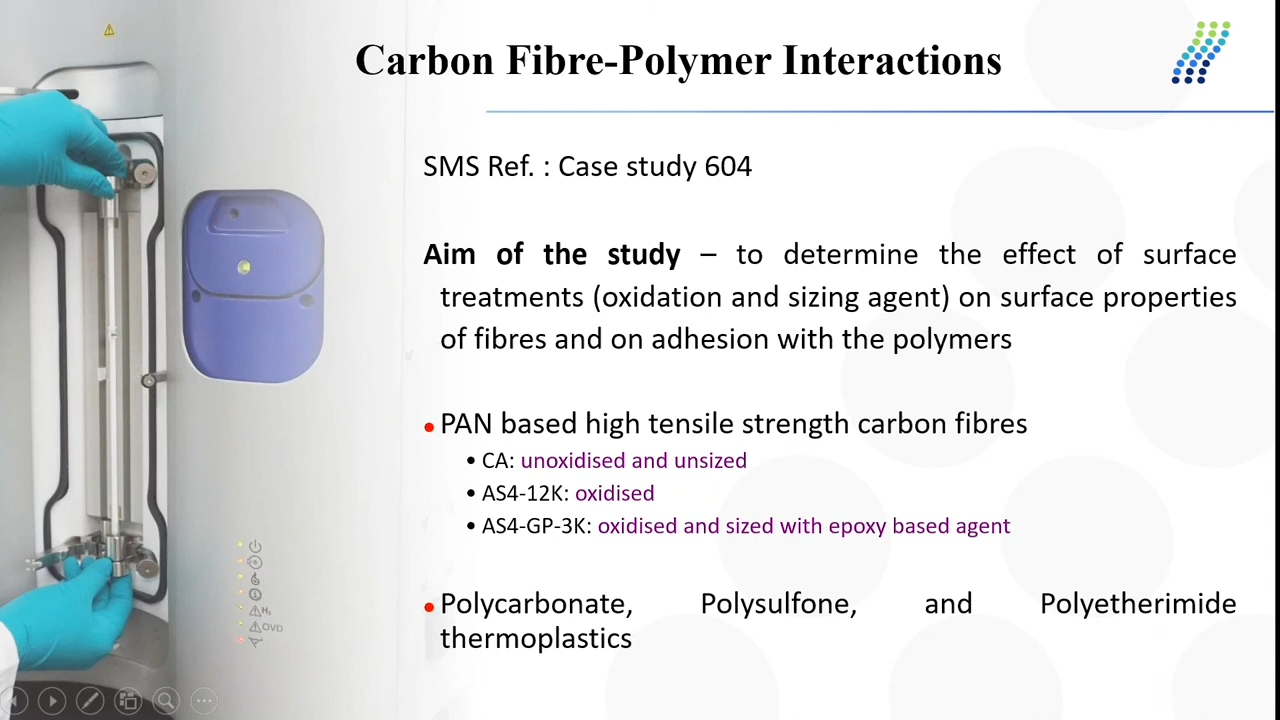 Carbon Fibre-Polymer Interactions
SMS Ref. : Case study 604
Aim of the study – to determine the effect of surface
treatments (oxidation and sizing agent) on surface properties
of fibres and on adhesion with the polymers
• PAN based high tensile strength carbon fibres
• CA: unoxidised and unsized
• AS4-12K: oxidised
• AS4-GP-3K: oxidised and sized with epoxy based agent
• Polycarbonate, Polysulfone, and Polyetherimide
thermoplastics
H₂
OVD